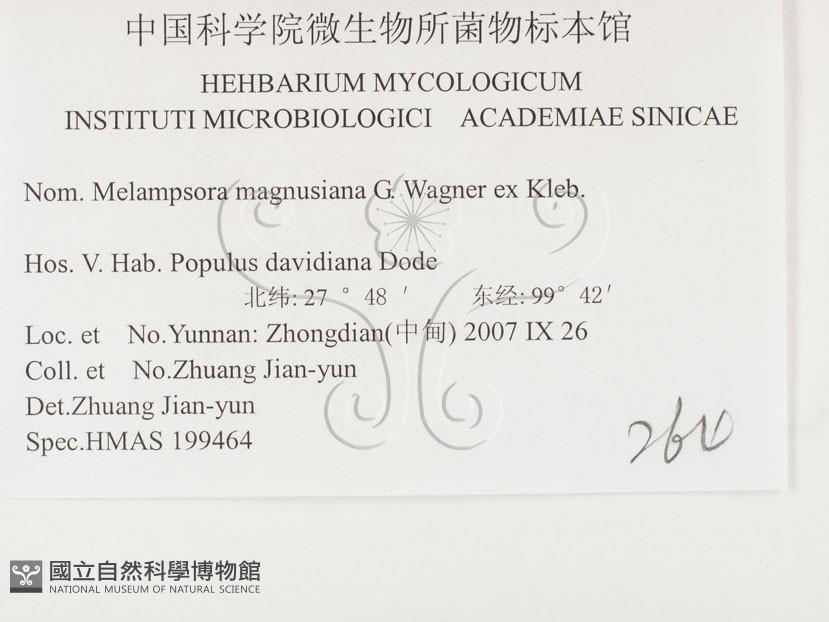 中国科学院微生物所菌物标本馆
HEHBARIUM MYCOLOGICUM
INSTITUTI MICROBIOLOGICI ACADEMIAE SINICAE
Nom. Melampsora magnusiana G. Wagner ex Kleb.
Hos. V. Hab. Populus davidiana Dode
北纬: 27 ° 48 ′ 东经: 99° 42′
Loc. et No.Yunnan: Zhongdian(中甸) 2007 IX 26
Coll. et No.Zhuang Jian-yun
Det.Zhuang Jian-yun
Spec.HMAS 199464
國立自然科學博物館
NATIONAL MUSEUM OF NATURAL SCIENCE